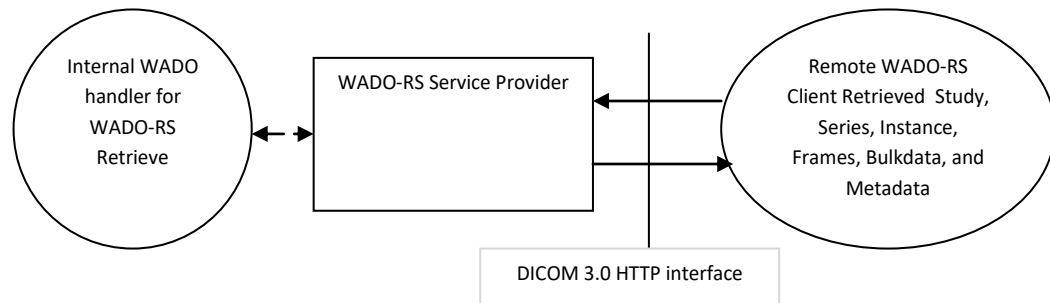 Internal WADO
handler for
WADO-RS
Retrieve
WADO-RS Service Provider
Remote WADO-RS
Client Retrieved  Study,
Series, Instance,
Frames, Bulkdata, and
Metadata
DICOM 3.0 HTTP interface